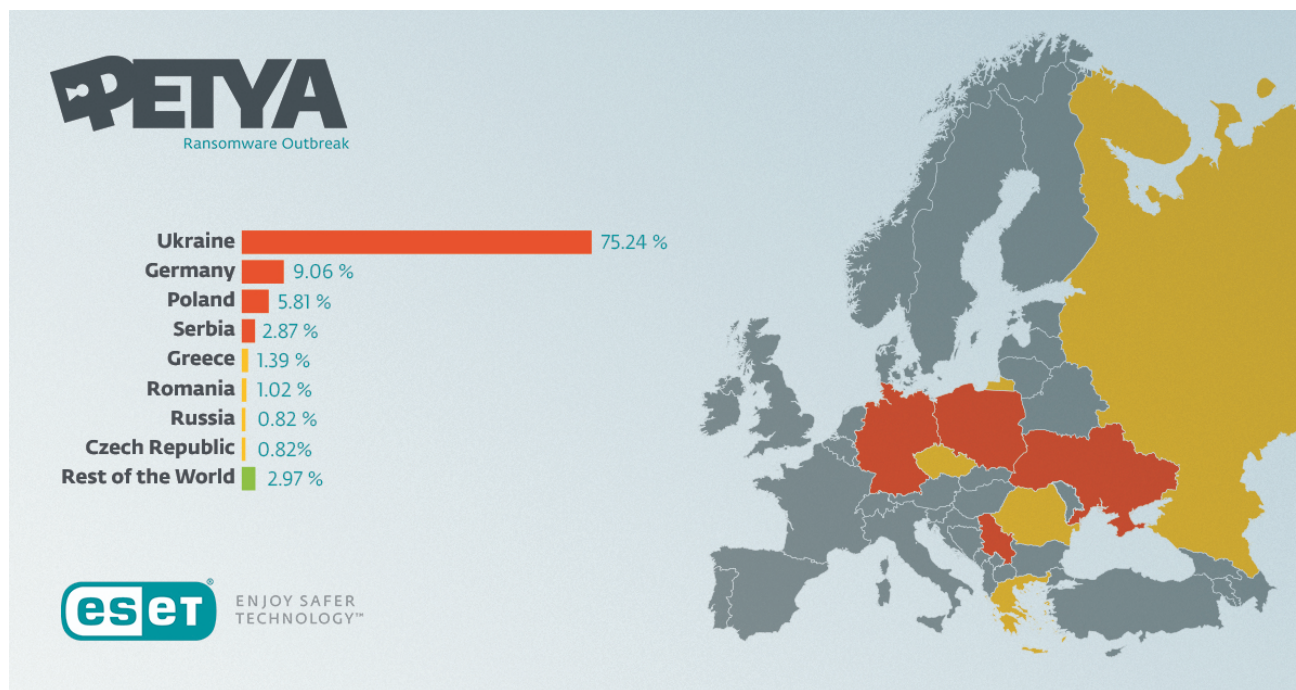 PETYA
Ransomware Outbreak
Ukraine 75.24 %
Germany 9.06 %
Poland 5.81 %
Serbia 2.87 %
Greece 1.39 %
Romania 1.02 %
Russia 0.82 %
Czech Republic 0.82%
Rest of the World 2.97 %
eseT®
ENJOY SAFER
TECHNOLOGY™